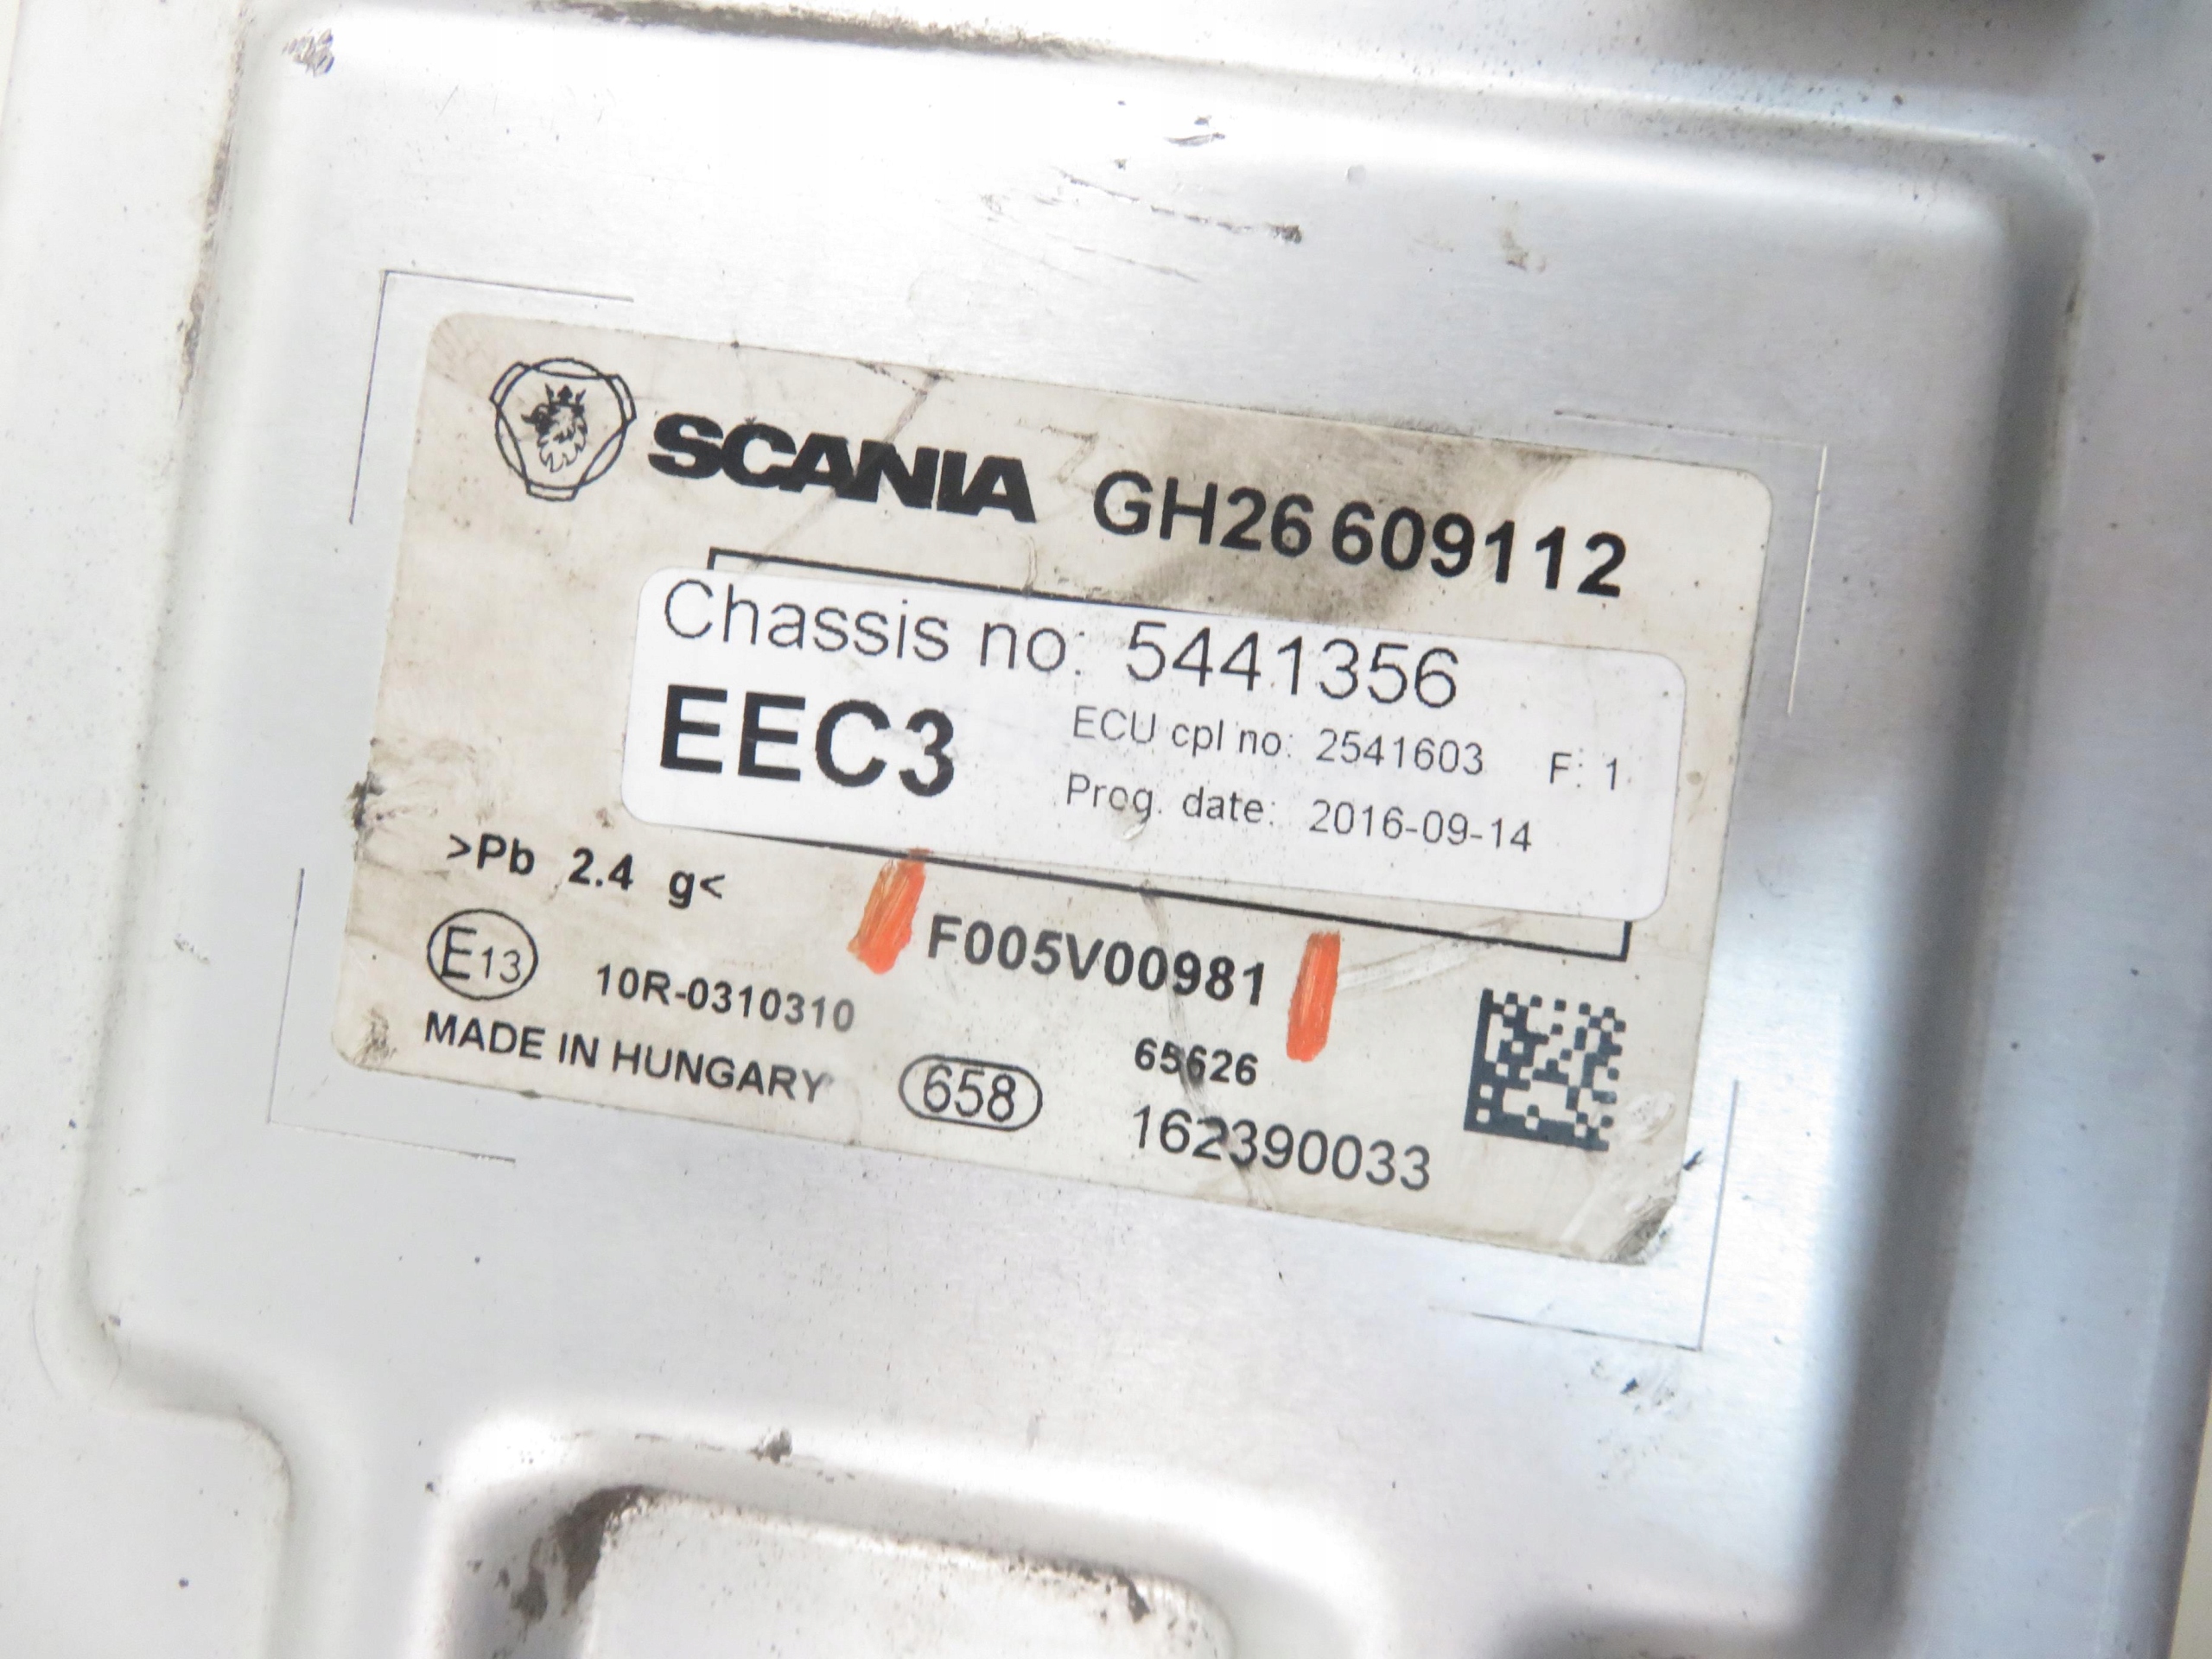 SCANIA GH26 609112
Chassis no: 5441356
EEC3
ECU cpl no: 2541603 F: 1
Prog. date: 2016-09-14
>Pb 2.4 g<
F005V00981
E13 10R-0310310
65626
MADE IN HUNGARY 658
162390033